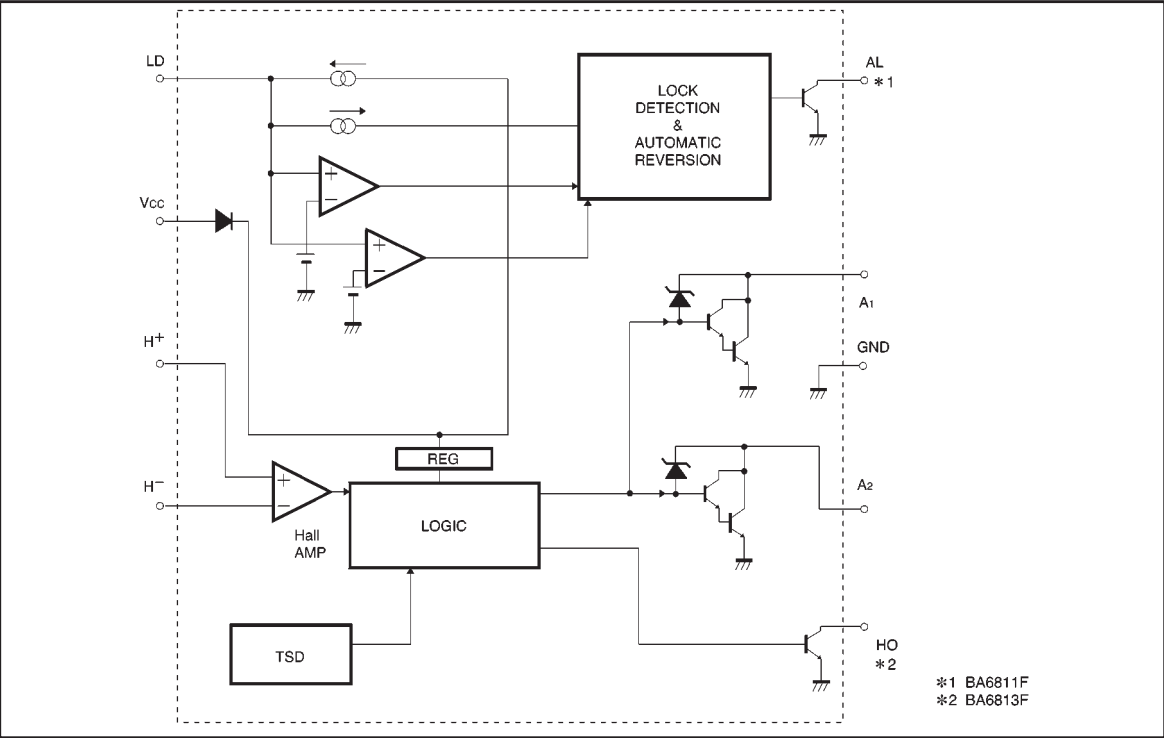 LD
AL
∗1
LOCK
DETECTION
&
AUTOMATIC
REVERSION
+
−
Vcc
+
−
A1
H+
GND
REG
H−
+
−
A2
Hall
AMP
LOGIC
TSD
HO
∗2
∗1 BA6811F
∗2 BA6813F